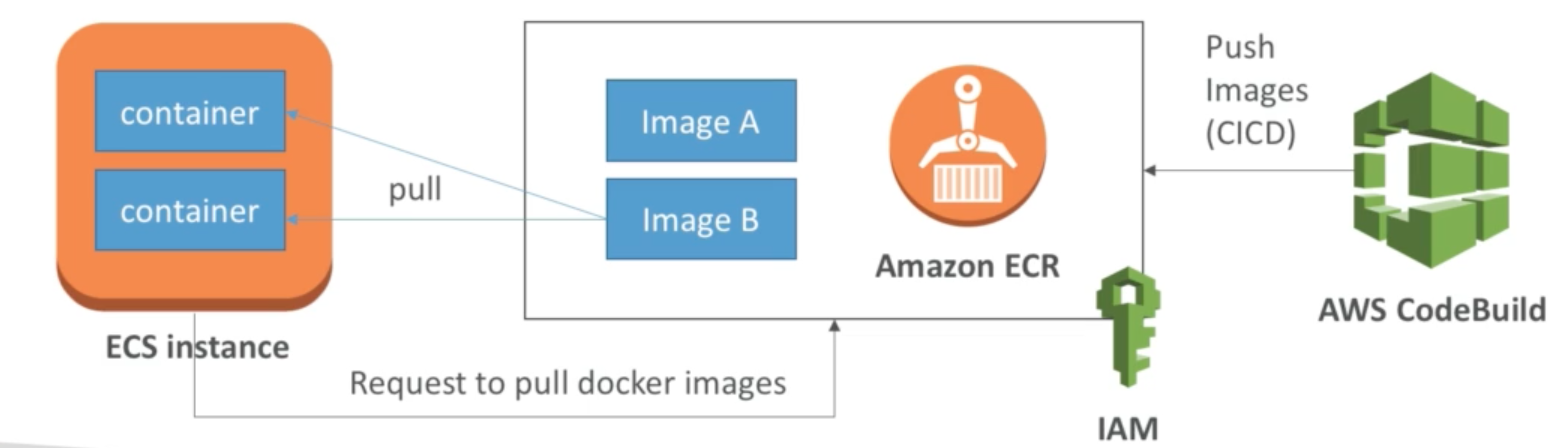 container
container
ECS instance
pull
Request to pull docker images
Image A
Image B
Amazon ECR
IAM
Push
Images
(CICD)
AWS CodeBuild